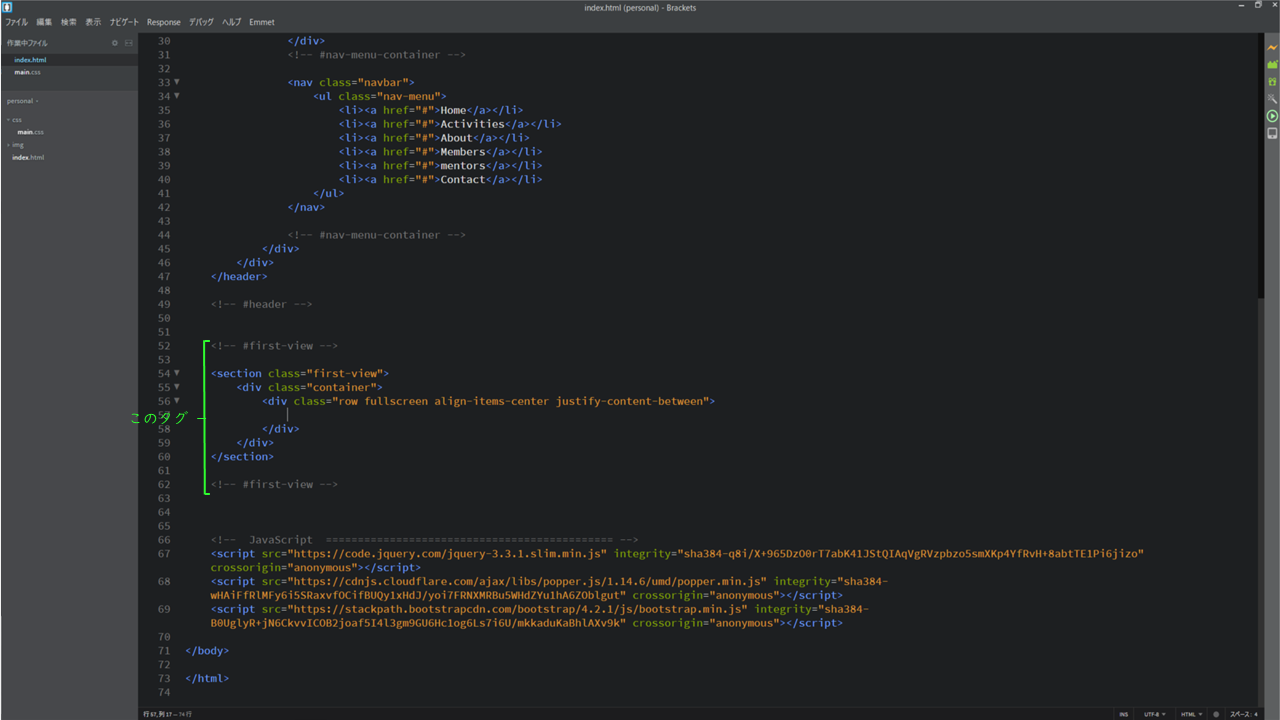 index.html (personal) - Brackets
ファイル 編集 検索 表示 ナビゲート Response デバッグ ヘルプ Emmet
作業中ファイル
index.html
main.css
personal
css
main.css
img
index.html
30 </div>
31 <!-- #nav-menu-container -->
32
33 <nav class="navbar">
34 <ul class="nav-menu">
35 <li><a href="#">Home</a></li>
36 <li><a href="#">Activities</a></li>
37 <li><a href="#">About</a></li>
38 <li><a href="#">Members</a></li>
39 <li><a href="#">mentors</a></li>
40 <li><a href="#">Contact</a></li>
41 </ul>
42 </nav>
43
44 <!-- #nav-menu-container -->
45 </div>
46 </div>
47 </header>
48
49 <!-- #header -->
50
51
52 <!-- #first-view -->
53
54 <section class="first-view">
55 <div class="container">
56 <div class="row fullscreen align-items-center justify-content-between">
このタグ
58 </div>
59 </div>
60 </section>
61
62 <!-- #first-view -->
63
64
65
66 <!-- JavaScript ============================================= -->
67 <script src="https://code.jquery.com/jquery-3.3.1.slim.min.js" integrity="sha384-q8i/X+965DzO0rT7abK41JStQIAqVgRVzpbzo5smXKp4YfRvH+8abtTE1Pi6jizo"
crossorigin="anonymous"></script>
68 <script src="https://cdnjs.cloudflare.com/ajax/libs/popper.js/1.14.6/umd/popper.min.js" integrity="sha384-
wHAiFfRlMFy6i5SRaxvfOCifBUQy1xHdJ/yoi7FRNXMRBu5WHdZYu1hA6ZOblgut" crossorigin="anonymous"></script>
69 <script src="https://stackpath.bootstrapcdn.com/bootstrap/4.2.1/js/bootstrap.min.js" integrity="sha384-
B0UglyR+jN6CkvvICOB2joaf5I4l3gm9GU6Hc1og6Ls7i6U/mkkaduKaBhlAXv9k" crossorigin="anonymous"></script>
70
71 </body>
72
73 </html>
74
行 57, 列 17 — 74 行
INS UTF-8 HTML スペース: 4